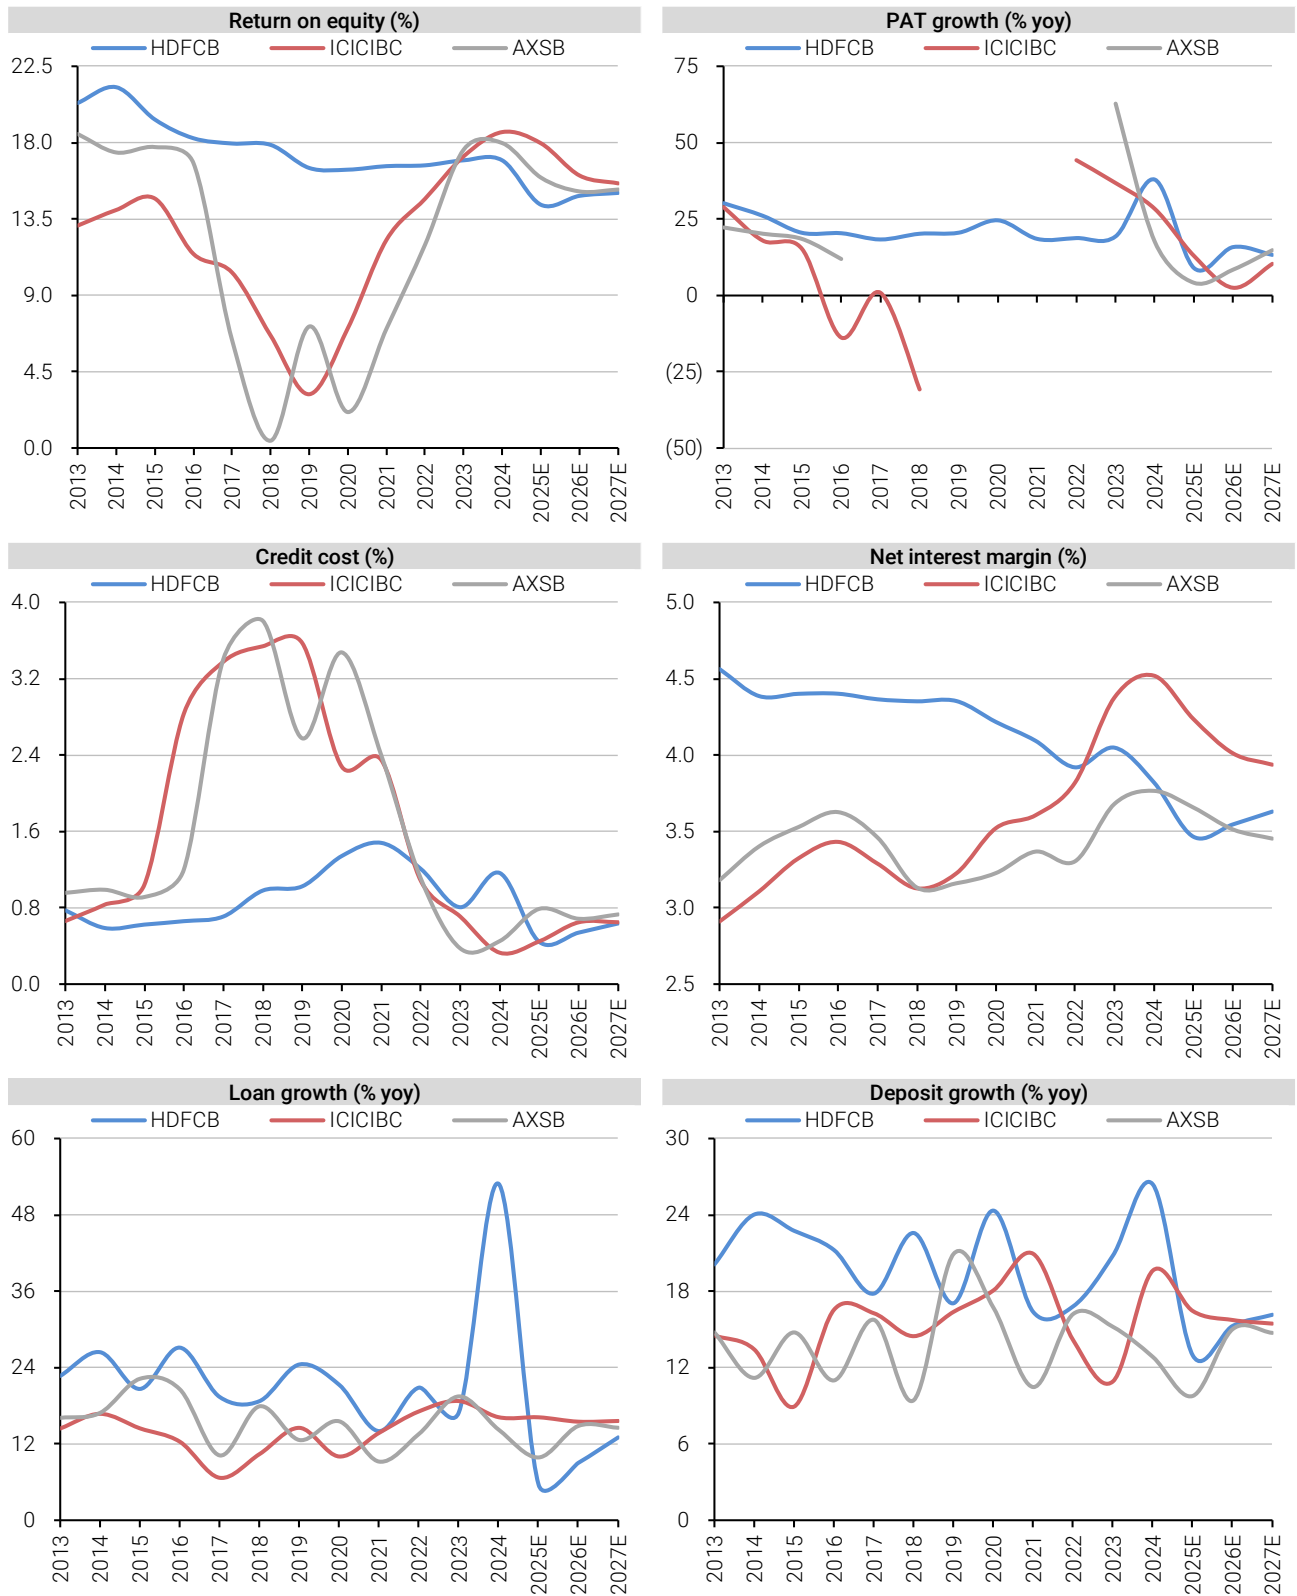 Return on equity (%)
HDFCB ICICIBC AXSB
22.5
18.0
13.5
9.0
4.5
0.0
2013 2014 2015 2016 2017 2018 2019 2020 2021 2022 2023 2024 2025E 2026E 2027E
PAT growth (% yoy)
HDFCB ICICIBC AXSB
75
50
25
0
(25)
(50)
2013 2014 2015 2016 2017 2018 2019 2020 2021 2022 2023 2024 2025E 2026E 2027E
Credit cost (%)
HDFCB ICICIBC AXSB
4.0
3.2
2.4
1.6
0.8
0.0
2013 2014 2015 2016 2017 2018 2019 2020 2021 2022 2023 2024 2025E 2026E 2027E
Net interest margin (%)
HDFCB ICICIBC AXSB
5.0
4.5
4.0
3.5
3.0
2.5
2013 2014 2015 2016 2017 2018 2019 2020 2021 2022 2023 2024 2025E 2026E 2027E
Loan growth (% yoy)
HDFCB ICICIBC AXSB
60
48
36
24
12
0
2013 2014 2015 2016 2017 2018 2019 2020 2021 2022 2023 2024 2025E 2026E 2027E
Deposit growth (% yoy)
HDFCB ICICIBC AXSB
30
24
18
12
6
0
2013 2014 2015 2016 2017 2018 2019 2020 2021 2022 2023 2024 2025E 2026E 2027E